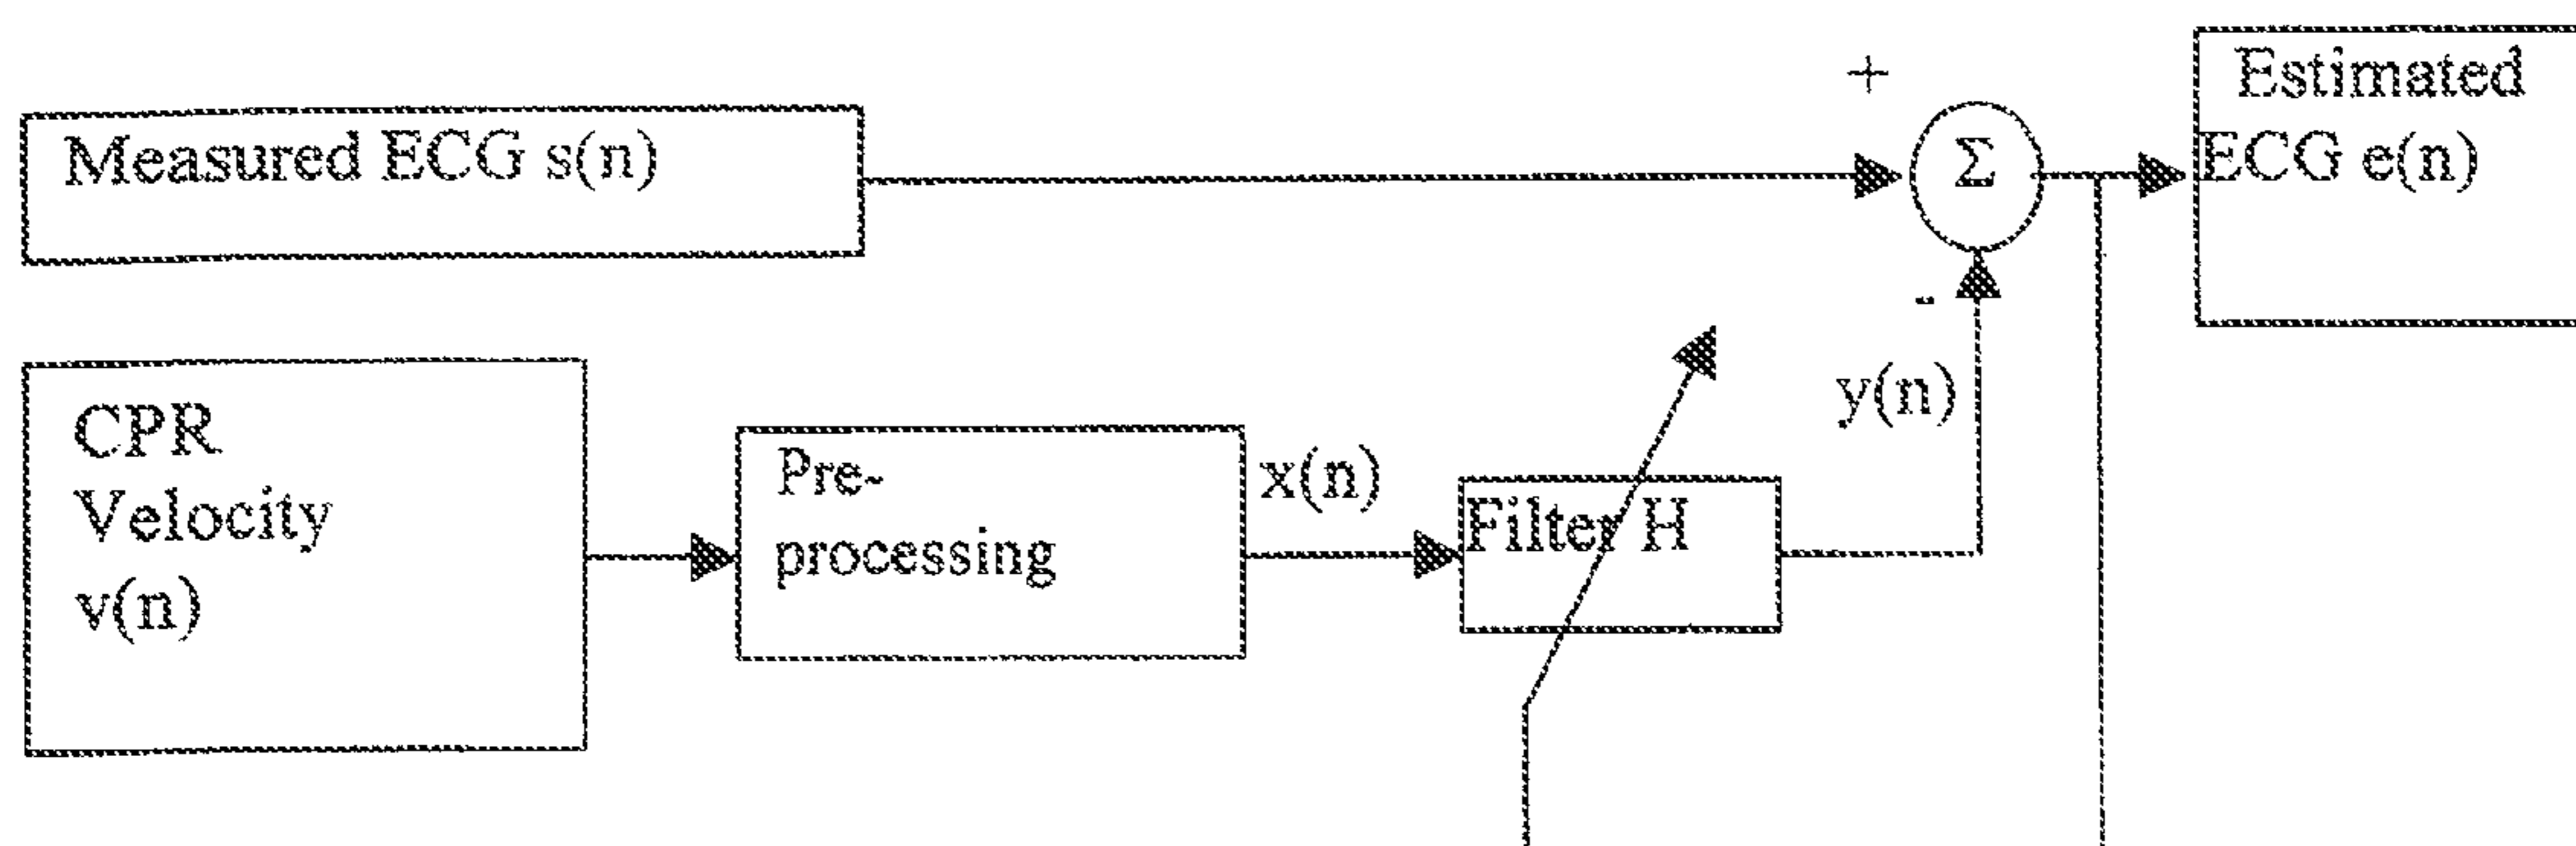 +
Estimated
ECG e(n)
Measured ECG s(n)
Σ
-
y(n)
CPR
Velocity
v(n)
Pre-
processing
x(n)
Filter H